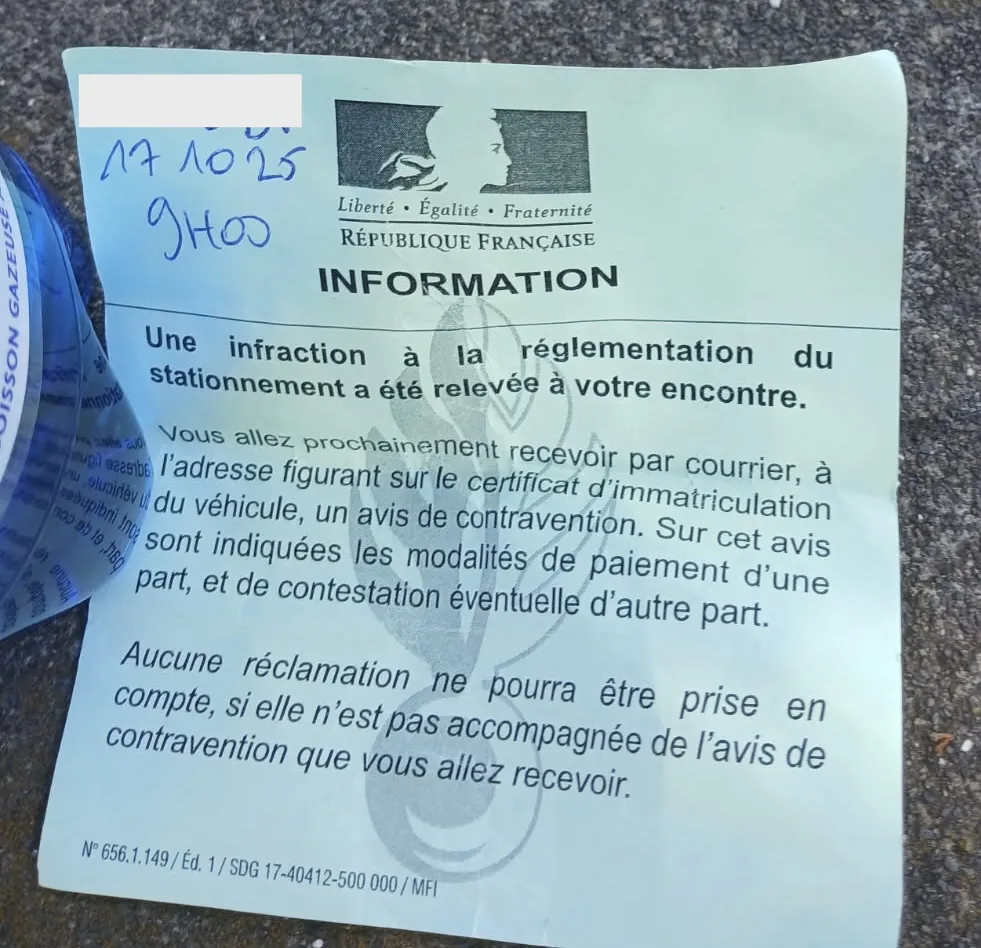 17 10 25
9H00
Liberté • Égalité • Fraternité
RÉPUBLIQUE FRANÇAISE
INFORMATION
Une infraction à la réglementation du
stationnement a été relevée à votre encontre.
Vous allez prochainement recevoir par courrier, à
l'adresse figurant sur le certificat d'immatriculation
du véhicule, un avis de contravention. Sur cet avis
sont indiquées les modalités de paiement d'une
part, et de contestation éventuelle d'autre part.
Aucune réclamation ne pourra être prise en
compte, si elle n'est pas accompagnée de l'avis de
contravention que vous allez recevoir.
N° 656.1.149 / Éd. 1 / SDG 17-40412-500 000 / MFI
BOISSON GAZEUSE